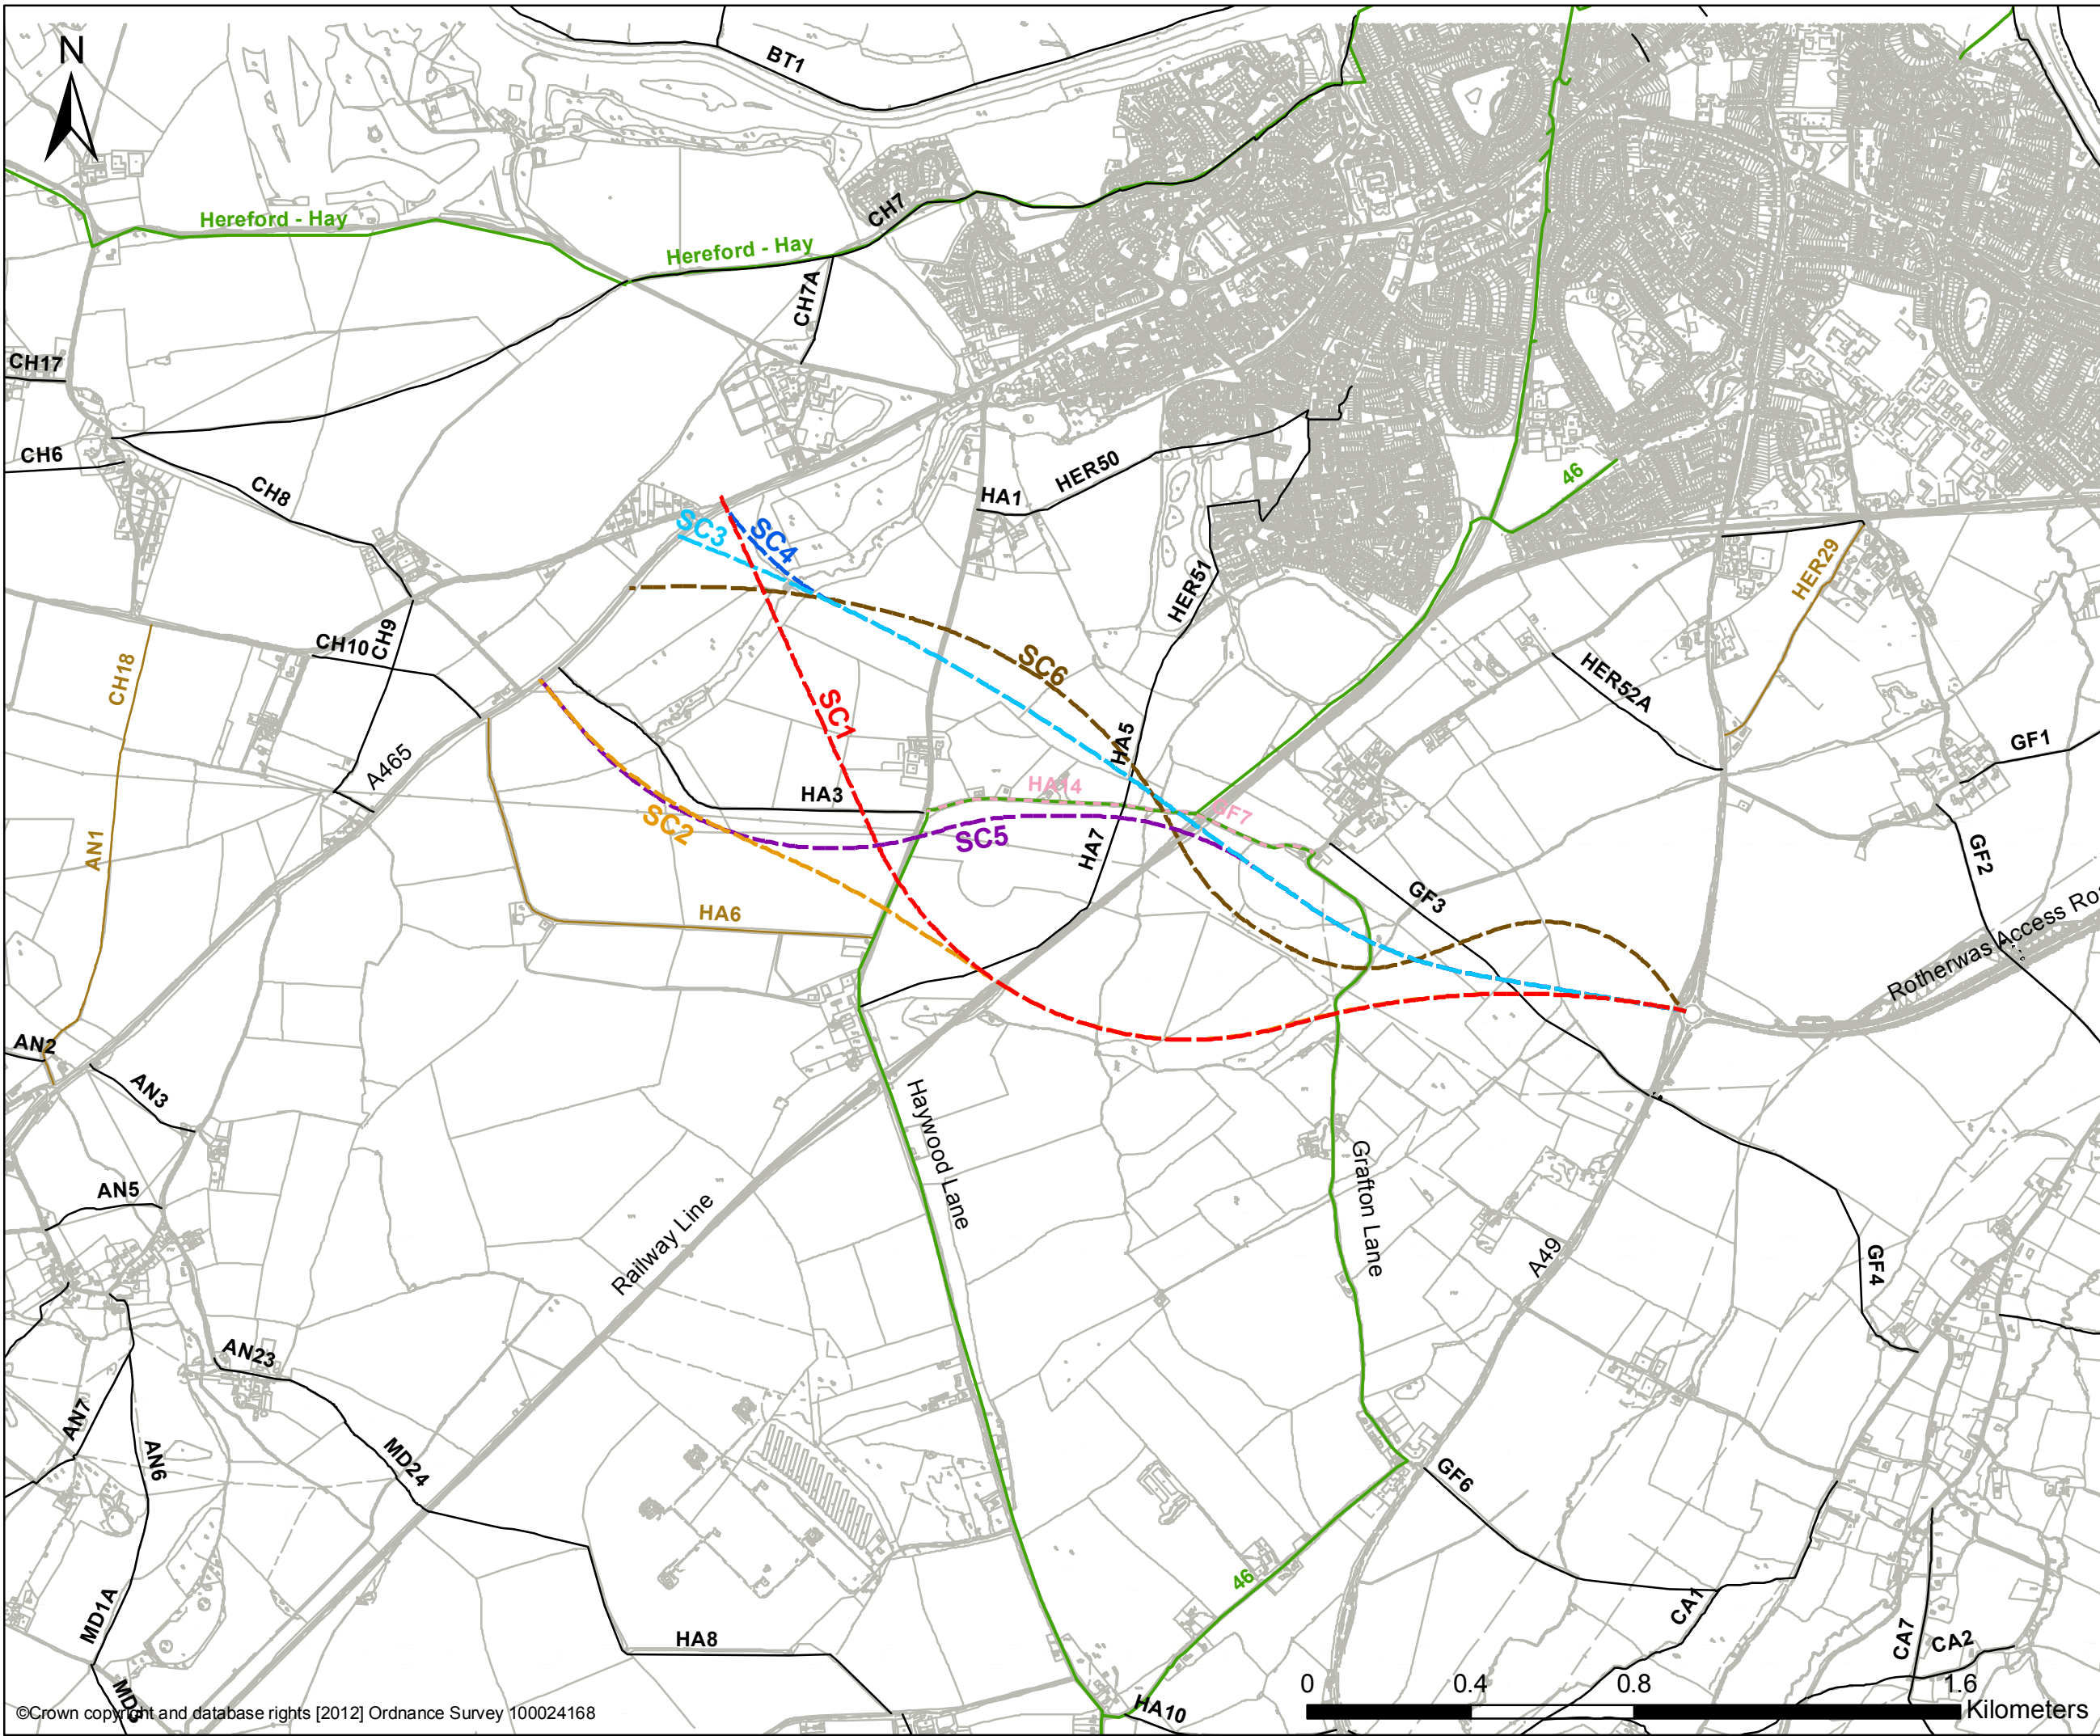 N
BT1
Hereford - Hay
CH7
Hereford - Hay
CH7A
CH17
CH6
CH8
HER50
HA1
46
SC3
SC4
HER51
HER29
CH10
CH9
CH18
SC6
HER52A
SC1
HA5
GF1
A465
HA14
HA3
GF7
SC2
SC5
HA7
AN1
GF2
GF3
HA6
Rotherwas Access Ro
AN2
AN3
Haywood Lane
Grafton Lane
AN5
Railway Line
A49
GF4
AN23
AN7
AN6
MD24
GF6
46
MD1A
HA8
CA1
CA7
CA2
HA10
0 0.4 0.8 1.6
Kilometers
©Crown copyright and database rights [2012] Ordnance Survey 100024168